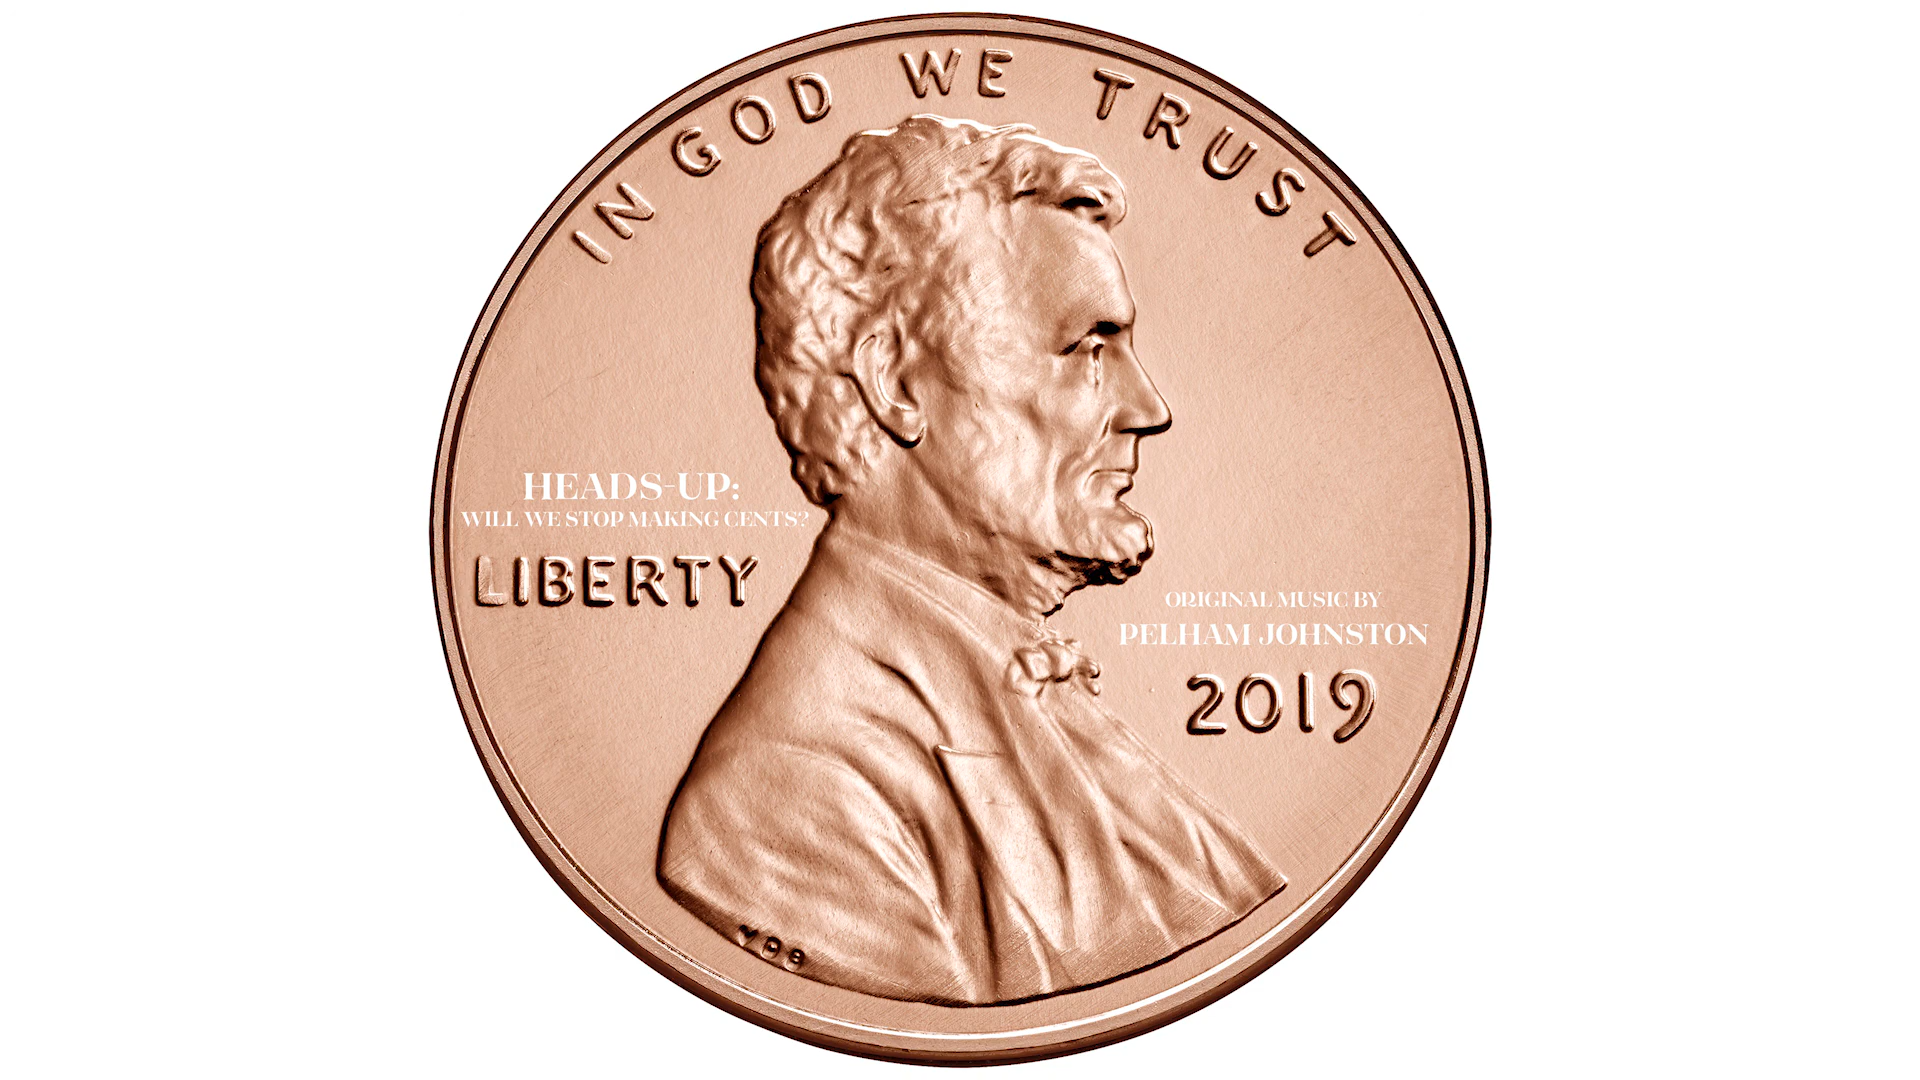 IN GOD WE TRUST
HEADS-UP:
WILL WE STOP MAKING CENTS?
LIBERTY
ORIGINAL MUSIC BY
PELHAM JOHNSTON
2019
VDB